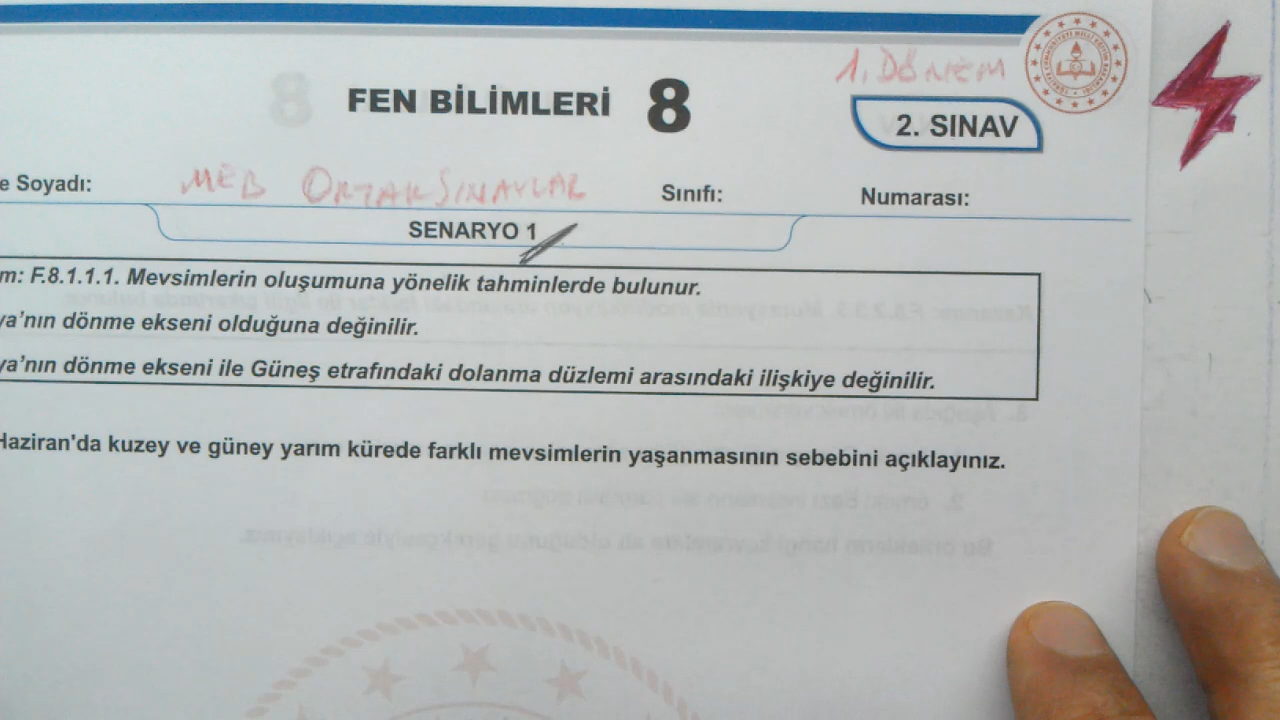 1. DÖNEM
FEN BİLİMLERİ 8
2. SINAV
e Soyadı: MEB ORTAK SINAVLAR Sınıfı: Numarası:
SENARYO 1
m: F.8.1.1.1. Mevsimlerin oluşumuna yönelik tahminlerde bulunur.
ya'nın dönme ekseni olduğuna değinilir.
ya'nın dönme ekseni ile Güneş etrafındaki dolanma düzlemi arasındaki ilişkiye değinilir.
Haziran'da kuzey ve güney yarım kürede farklı mevsimlerin yaşanmasının sebebini açıklayınız.